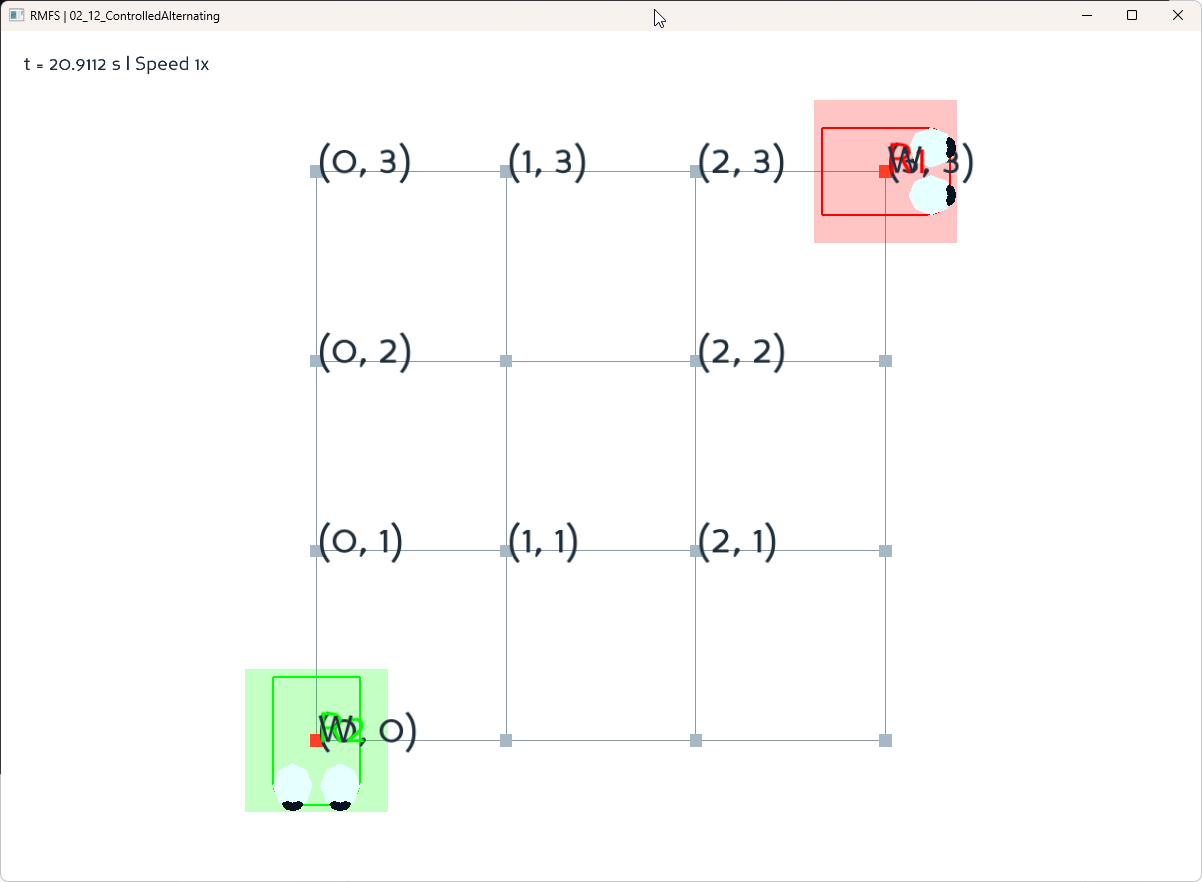 RMFS | 02_12_ControlledAlternating
t = 20.9112 s | Speed 1x
(0, 3) (1, 3) (2, 3)
(0, 2) (2, 2)
(0, 1) (1, 1) (2, 1)